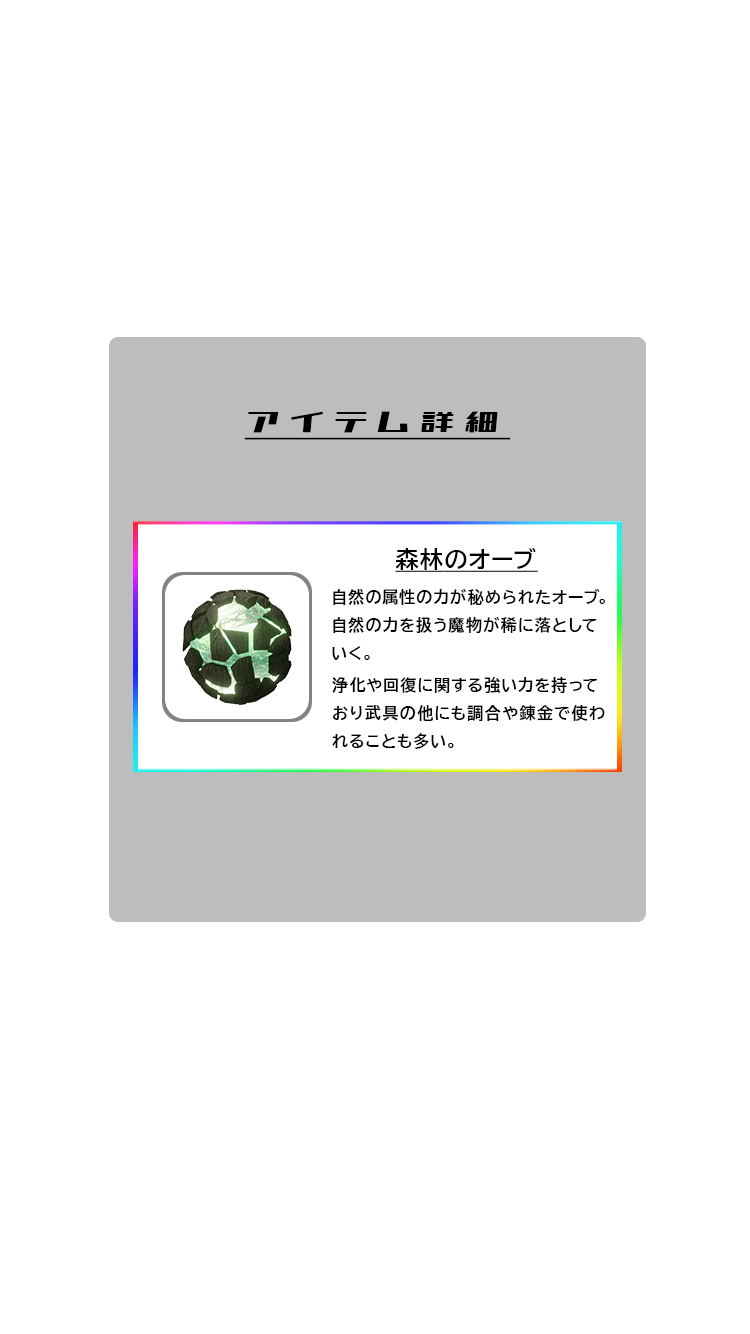 アイテム詳細
森林のオーブ
自然の属性の力が秘められたオーブ。
自然の力を扱う魔物が稀に落として
いく。
浄化や回復に関する強い力を持って
おり武具の他にも調合や錬金で使わ
れることも多い。